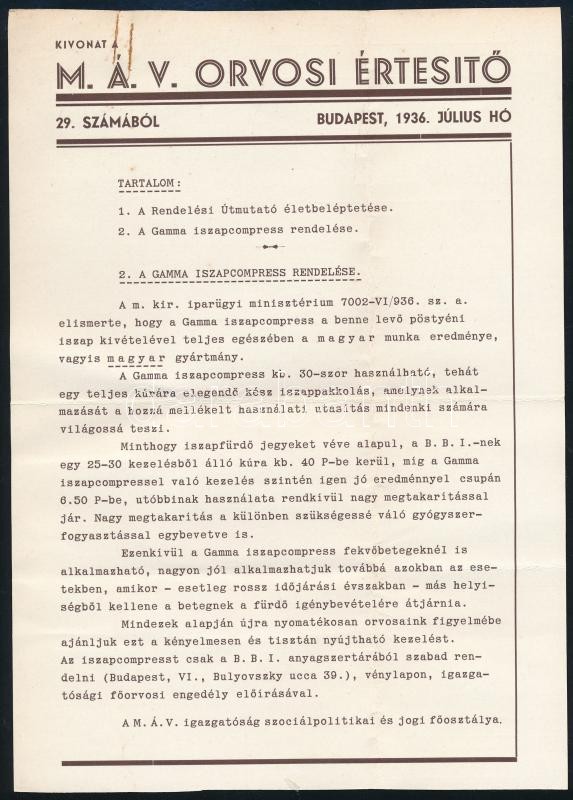 KIVONAT A
M. Á. V. ORVOSI ÉRTESITŐ
29. SZÁMÁBÓL BUDAPEST, 1936. JÚLIUS HÓ
TARTALOM:
1. A Rendelési Útmutató életbeléptetése.
2. A Gamma iszapcompress rendelése.
2. A GAMMA ISZAPCOMPRESS RENDELÉSE.
A m. kir. iparügyi minisztérium 7002-VI/936. sz. a.
elismerte, hogy a Gamma iszapcompress a benne levő pöstyéni
iszap kivételével teljes egészében a magyar munka eredménye,
vagyis magyar gyártmány.
A Gamma iszapcompress kb. 30-szor használható, tehát
egy teljes kúrára elegendő kész iszappakkolás, amelynek alkal-
mazását a hozzá mellékelt használati utasítás mindenki számára
világossá teszi.
Minthogy iszapfürdő jegyeket véve alapul, a B. B. I.-nek
egy 25-30 kezelésből álló kúra kb. 40 P-be kerül, míg a Gamma
iszapcompressel való kezelés szintén igen jó eredménnyel csupán
6.50 P-be, utóbbinak használata rendkivül nagy megtakarítással
jár. Nagy megtakaritás a különben szükségessé váló gyógyszer-
fogyasztással egybevetve is.
Ezenkivül a Gamma iszapcompress fekvőbetegeknél is
alkalmazható, nagyon jól alkalmazhatjuk továbbá azokban az ese-
tekben, amikor - esetleg rossz időjárási évszakban - más helyi-
ségből kellene a betegnek a fürdő igénybevételére átjárnia.
Mindezek alapján újra nyomatékosan orvosaink figyelmébe
ajánljuk ezt a kényelmesen és tisztán nyújtható kezelést.
Az iszapcompresst csak a B. B. I. anyagszertárából szabad ren-
delni (Budapest, VI., Bulyovszky ucca 39.), vénylapon, igazga-
tósági főorvosi engedély előírásával.
A M. Á. V. igazgatóság szociálpolitikai és jogi főosztálya.